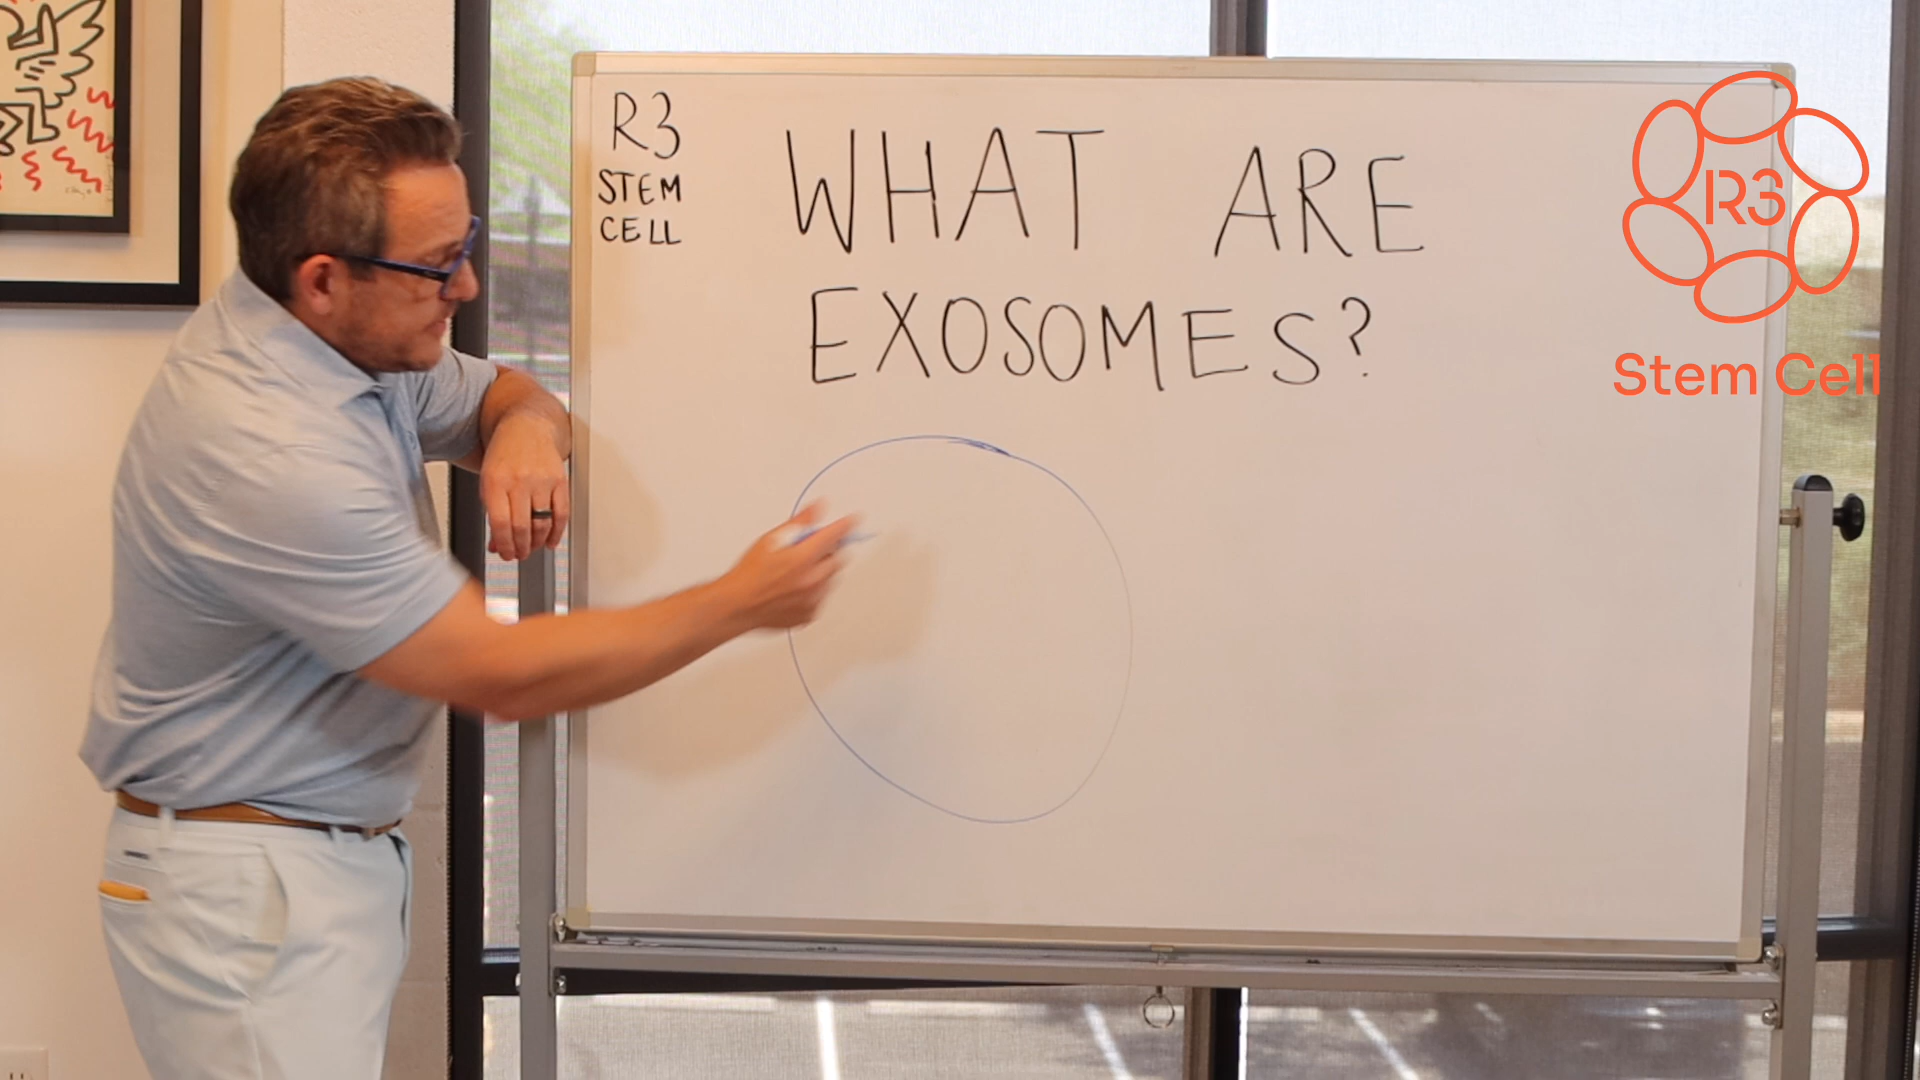 R3
STEM
CELL
WHAT ARE
EXOSOMES?
R3
Stem Cell